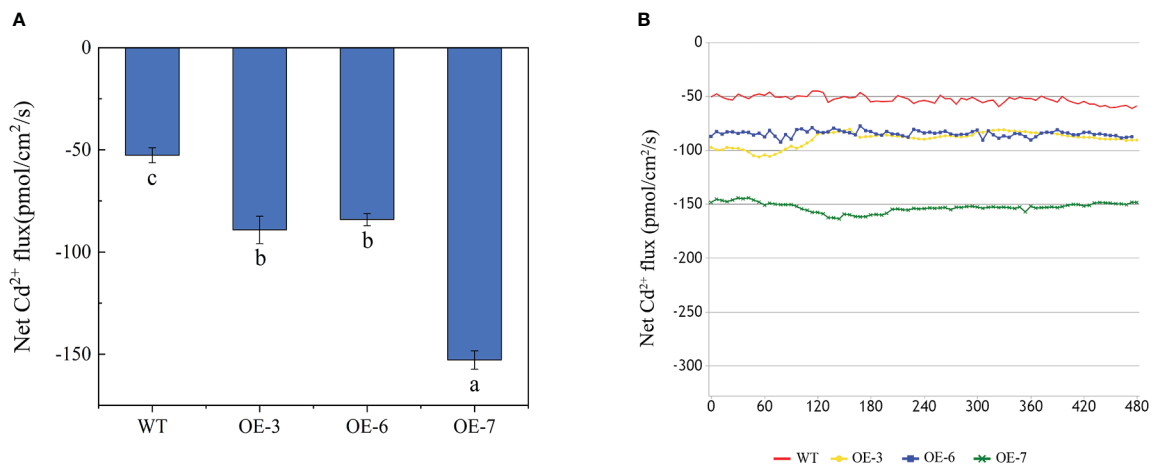 A
Net Cd²⁺ flux(pmol/cm²/s)
0
-50
-100
-150
c
b
b
a
WT OE-3 OE-6 OE-7
B
Net Cd²⁺ flux (pmol/cm²/s)
0
-50
-100
-150
-200
-250
-300
0 60 120 180 240 300 360 420 480
WT OE-3 OE-6 OE-7